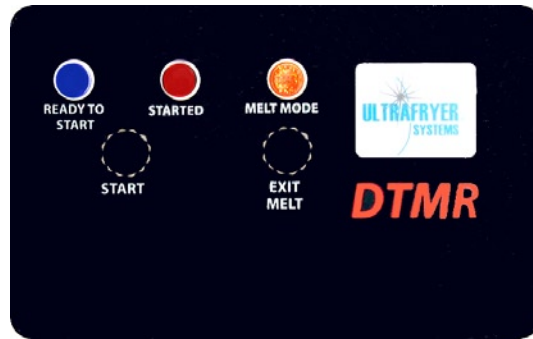 READY TO
START
STARTED
MELT MODE
START
EXIT
MELT
ULTRAFRYER
SYSTEMS
DTMR